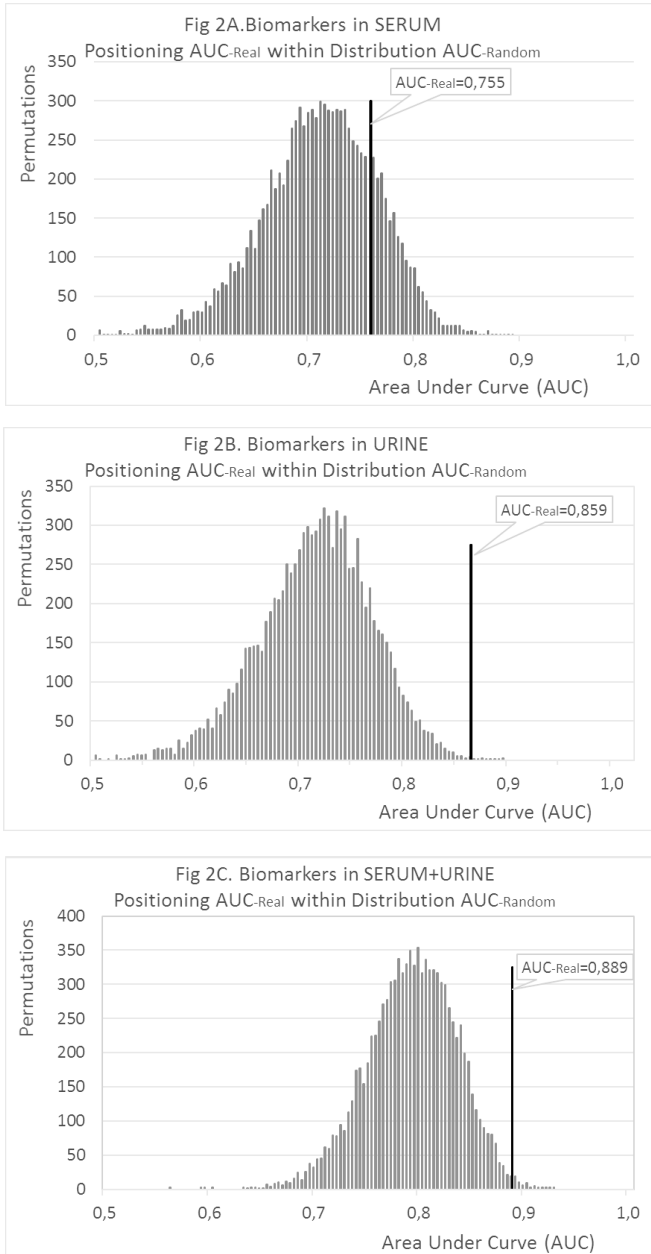 Fig 2A.Biomarkers in SERUM
Positioning AUC-Real within Distribution AUC-Random
350
300
250
200
150
100
50
0
Permutations
AUC-Real=0,755
0,5 0,6 0,7 0,8 0,9 1,0
Area Under Curve (AUC)
Fig 2B. Biomarkers in URINE
Positioning AUC-Real within Distribution AUC-Random
350
300
250
200
150
100
50
0
Permutations
AUC-Real=0,859
0,5 0,6 0,7 0,8 0,9 1,0
Area Under Curve (AUC)
Fig 2C. Biomarkers in SERUM+URINE
Positioning AUC-Real within Distribution AUC-Random
400
350
300
250
200
150
100
50
0
Permutations
AUC-Real=0,889
0,5 0,6 0,7 0,8 0,9 1,0
Area Under Curve (AUC)